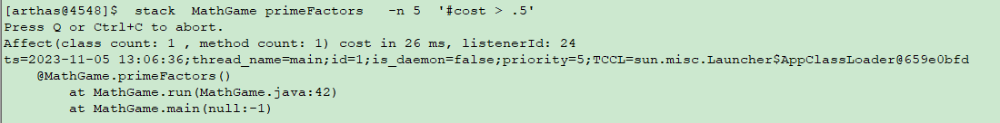 [arthas@4548]$  stack  MathGame primeFactors   -n 5  '#cost > .5'
Press Q or Ctrl+C to abort.
Affect(class count: 1 , method count: 1) cost in 26 ms, listenerId: 24
ts=2023-11-05 13:06:36;thread_name=main;id=1;is_daemon=false;priority=5;TCCL=sun.misc.Launcher$AppClassLoader@659e0bfd
    @MathGame.primeFactors()
        at MathGame.run(MathGame.java:42)
        at MathGame.main(null:-1)